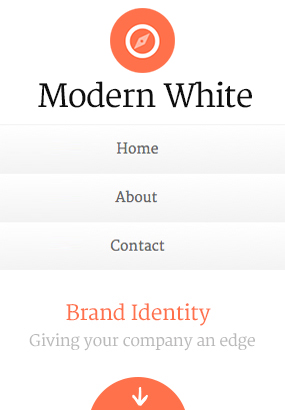 Modern White
Home
About
Contact
Brand Identity
Giving your company an edge